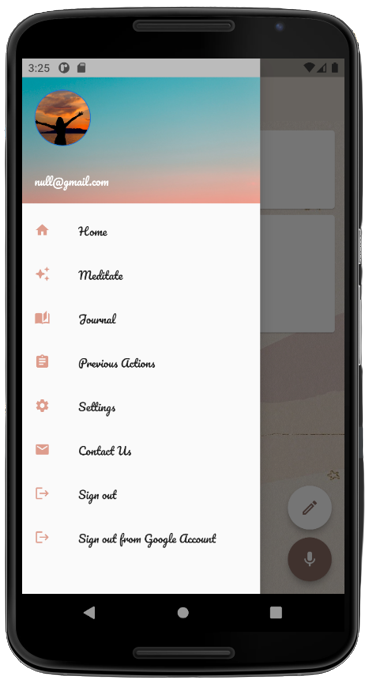 3:25
null@gmail.com
Home
Meditate
Journal
Previous Actions
Settings
Contact Us
Sign out
Sign out from Google Account